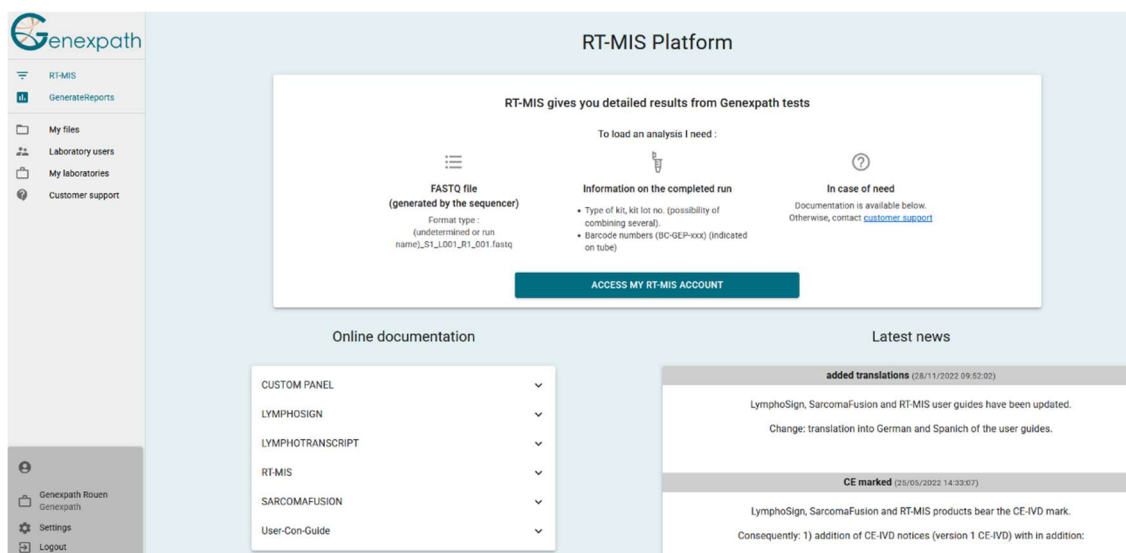 Genexpath
RT-MIS
GenerateReports
My files
Laboratory users
My laboratories
Customer support
Genexpath Rouen
Genexpath
Settings
Logout
RT-MIS Platform
RT-MIS gives you detailed results from Genexpath tests
To load an analysis I need :
FASTQ file
(generated by the sequencer)
Format type :
(undetermined or run
name)_S1_L001_R1_001.fastq
Information on the completed run
• Type of kit, kit lot no. (possibility of
combining several).
• Barcode numbers (BC-GEP-xxx) (indicated
on tube)
In case of need
Documentation is available below.
Otherwise, contact customer support
ACCESS MY RT-MIS ACCOUNT
Online documentation
CUSTOM PANEL
LYMPHOSIGN
LYMPHOTRANSCRIPT
RT-MIS
SARCOMAFUSION
User-Con-Guide
Latest news
added translations (28/11/2022 09:52:02)
LymphoSign, SarcomaFusion and RT-MIS user guides have been updated.
Change: translation into German and Spanich of the user guides.
CE marked (25/05/2022 14:33:07)
LymphoSign, SarcomaFusion and RT-MIS products bear the CE-IVD mark.
Consequently: 1) addition of CE-IVD notices (version 1 CE-IVD) with in addition: